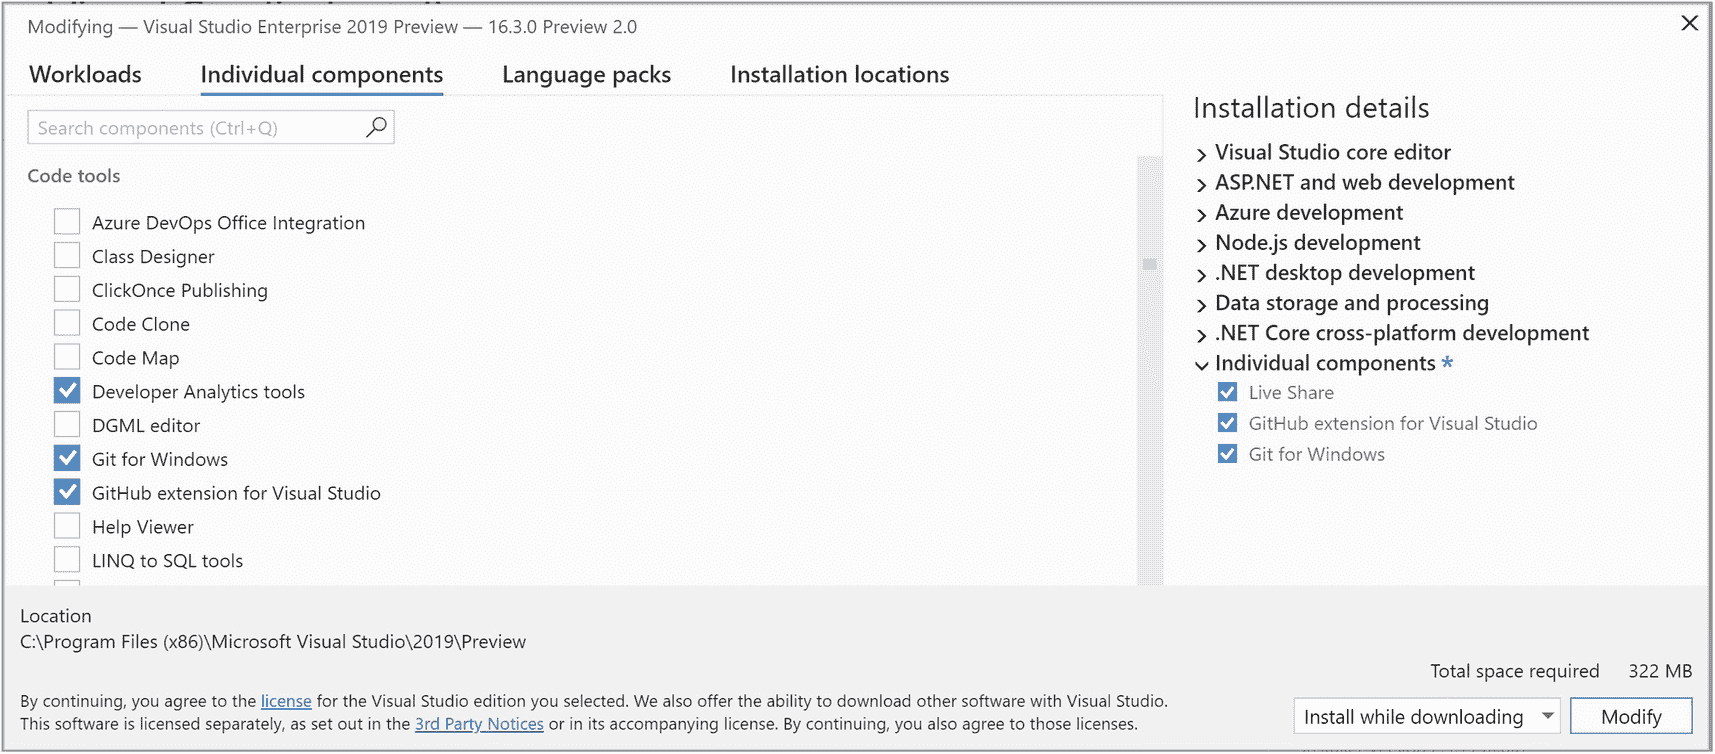 Modifying — Visual Studio Enterprise 2019 Preview — 16.3.0 Preview 2.0
Workloads
Individual components
Language packs
Installation locations
Search components (Ctrl+Q)
Code tools
Azure DevOps Office Integration
Class Designer
ClickOnce Publishing
Code Clone
Code Map
Developer Analytics tools
DGML editor
Git for Windows
GitHub extension for Visual Studio
Help Viewer
LINQ to SQL tools
Installation details
Visual Studio core editor
ASP.NET and web development
Azure development
Node.js development
.NET desktop development
Data storage and processing
.NET Core cross-platform development
Individual components *
Live Share
GitHub extension for Visual Studio
Git for Windows
Location
C:\Program Files (x86)\Microsoft Visual Studio\2019\Preview
Total space required 322 MB
By continuing, you agree to the license for the Visual Studio edition you selected. We also offer the ability to download other software with Visual Studio.
This software is licensed separately, as set out in the 3rd Party Notices or in its accompanying license. By continuing, you also agree to those licenses.
Install while downloading
Modify